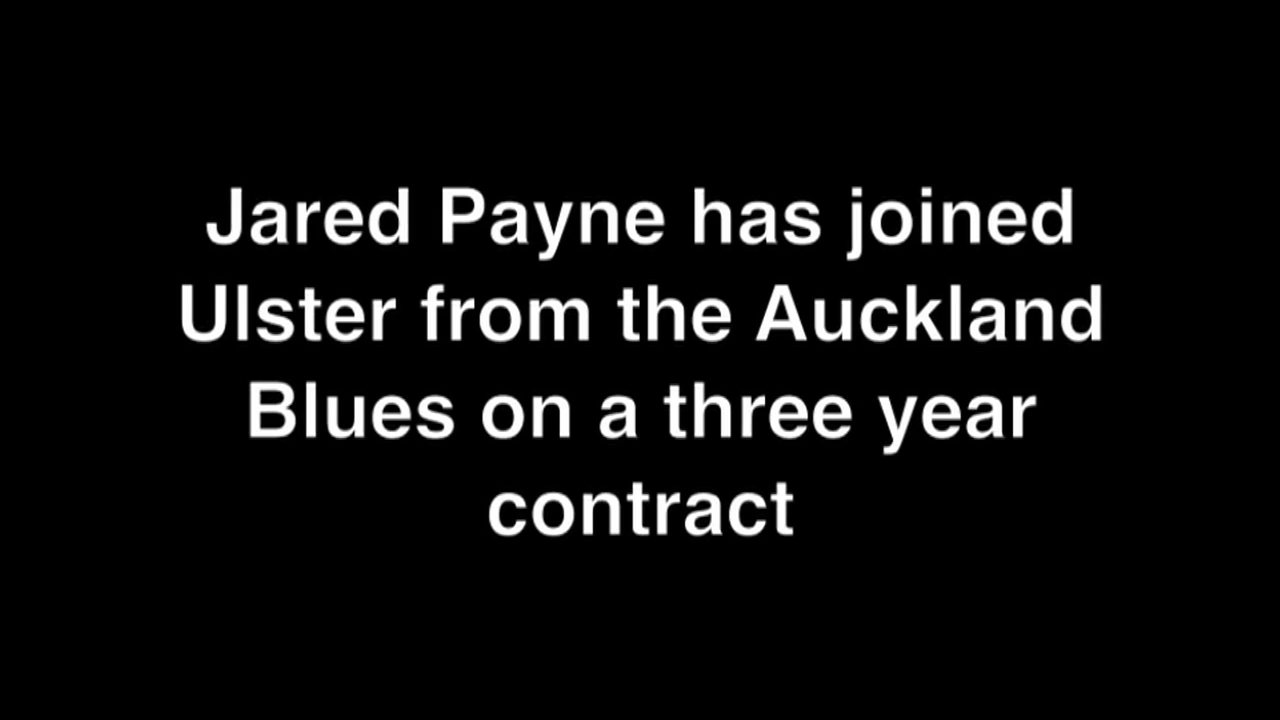 Jared Payne has joined
Ulster from the Auckland
Blues on a three year
contract